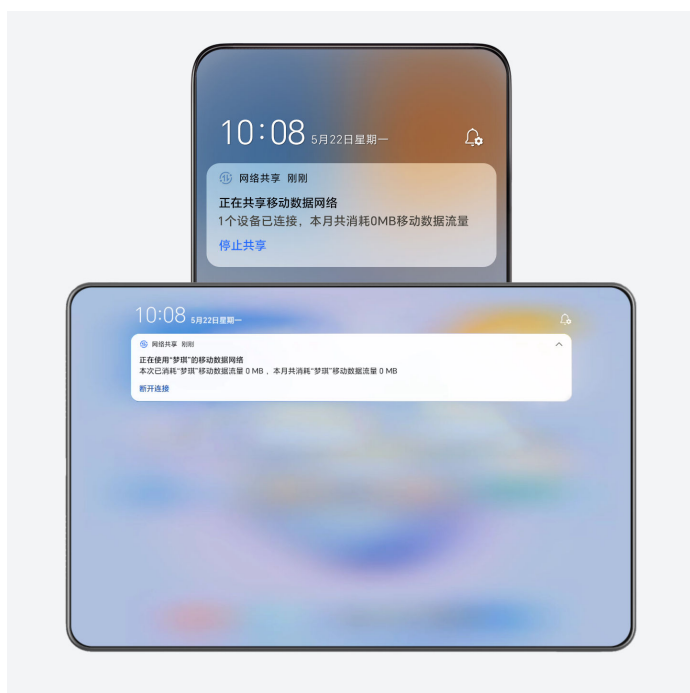 10:08 5月22日星期一
网络共享 刚刚
正在共享移动数据网络
1个设备已连接，本月共消耗0MB移动数据流量
停止共享
10:08 5月22日星期一
网络共享 刚刚
正在使用“梦琪”的移动数据网络
本次已消耗“梦琪”移动数据流量 0 MB ，本月共消耗“梦琪”移动数据流量 0 MB
断开连接